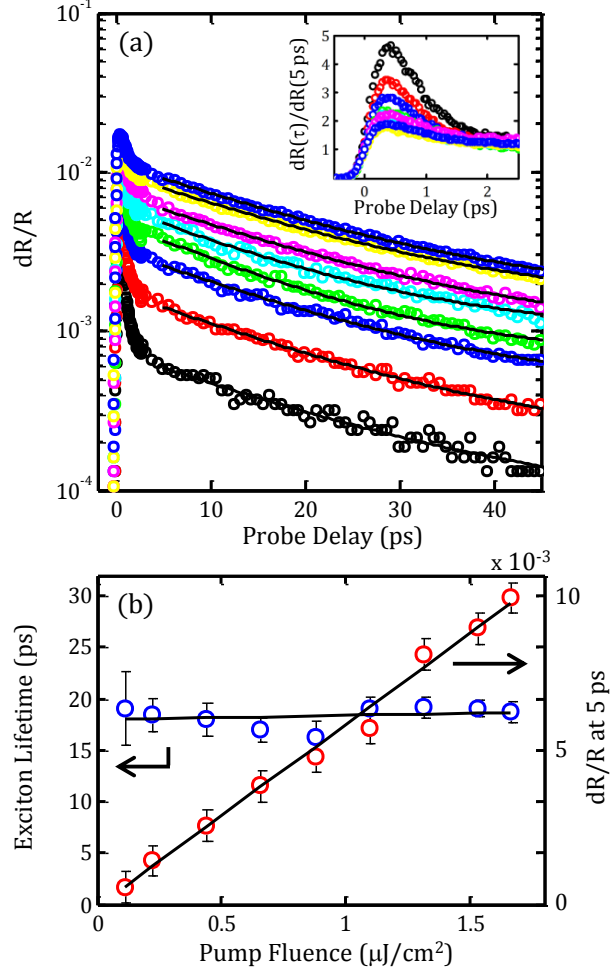 (a)
dR/R
10⁻¹
10⁻²
10⁻³
10⁻⁴
0 10 20 30 40
Probe Delay (ps)
dR(τ)/dR(5 ps)
5
4
3
2
1
0 1 2
Probe Delay (ps)
(b)
x 10⁻³
Exciton Lifetime (ps)
30
25
20
15
10
5
0
10
5
0
dR/R at 5 ps
0 0.5 1 1.5
Pump Fluence (μJ/cm²)